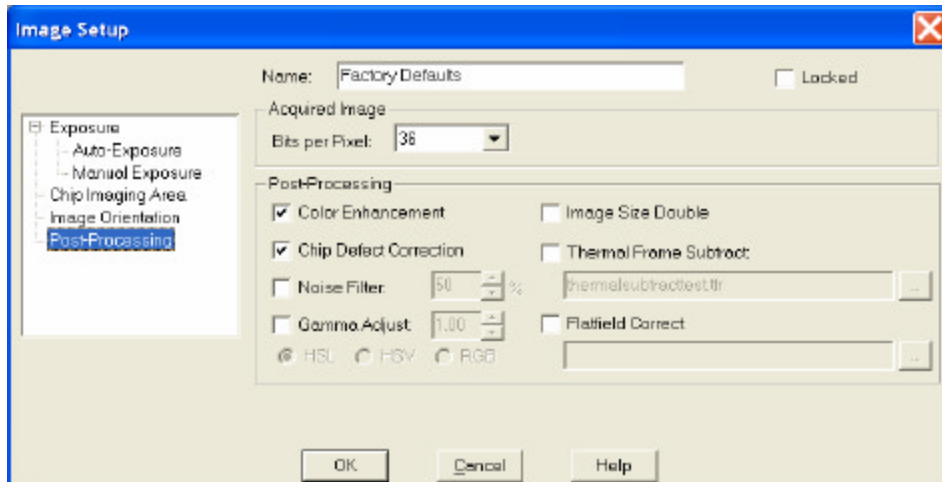 Image Setup
Name: Factory Defaults
Locked
Exposure
Auto-Exposure
Manual Exposure
Chip Imaging Area
Image Orientation
Post-Processing
Acquired Image
Bits per Pixel: 36
Post-Processing
Color Enhancement
Image Size Double
Chip Defect Correction
Thermal Frame Subtract:
Noise Filter: 50 %
thermalsubtracttest.tfr
...
Gamma Adjust: 1.00
Flatfield Correct
HSL HSV RGB
...
OK Cancel Help